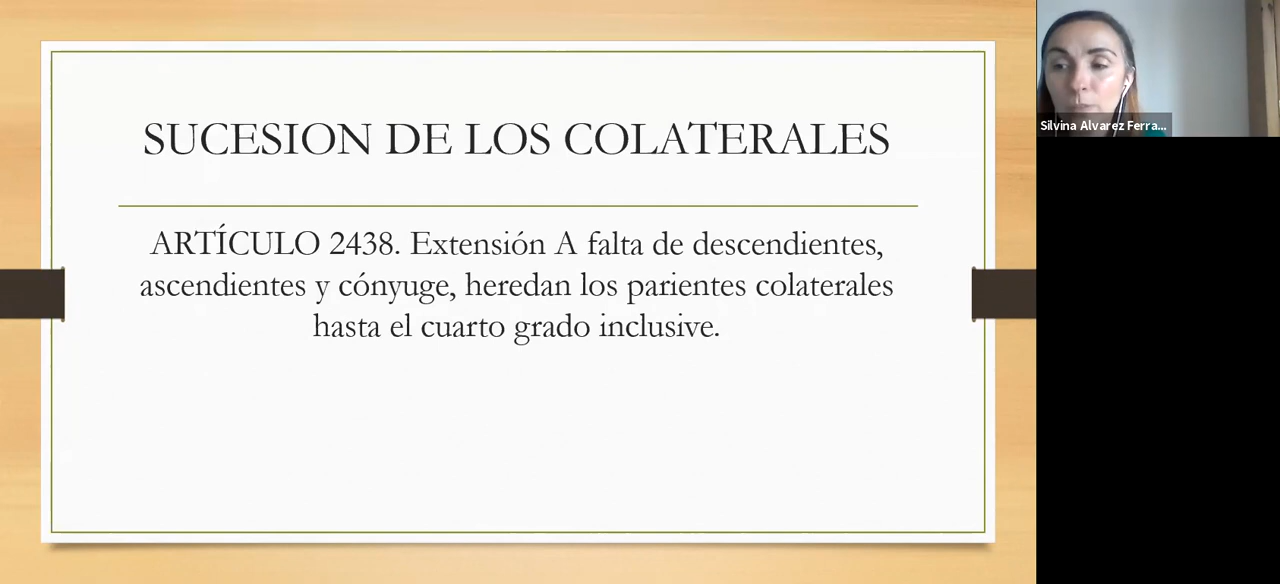 SUCESION DE LOS COLATERALES
ARTÍCULO 2438. Extensión A falta de descendientes,
ascendientes y cónyuge, heredan los parientes colaterales
hasta el cuarto grado inclusive.
Silvina Alvarez Ferra...